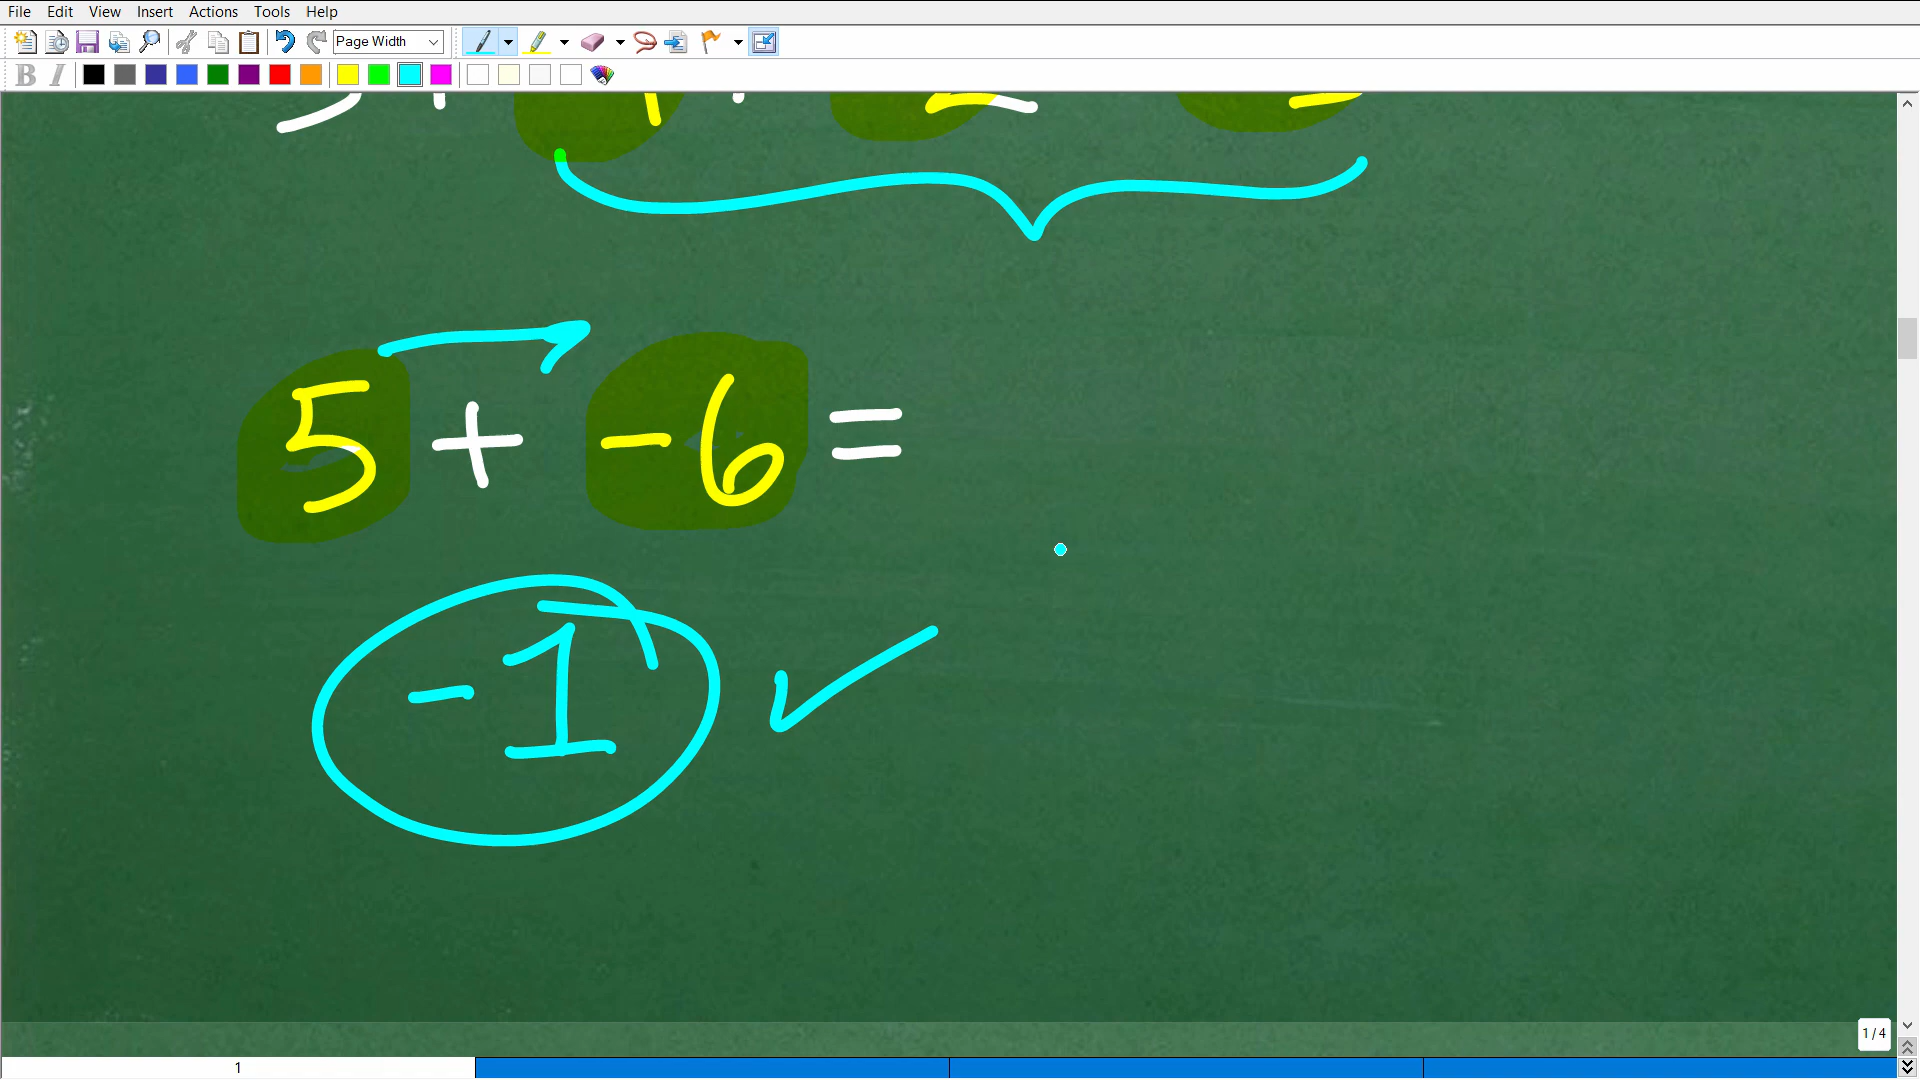 File Edit View Insert Actions Tools Help
Page Width
B I
5 + -6 =
-1
1 / 4
1